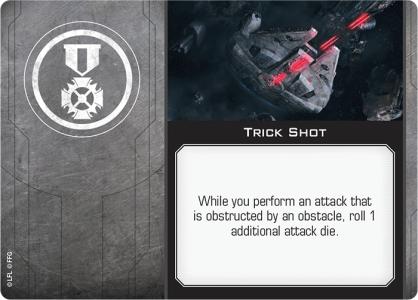 TRICK SHOT
While you perform an attack that
is obstructed by an obstacle, roll 1
additional attack die.
© LFL © FFG